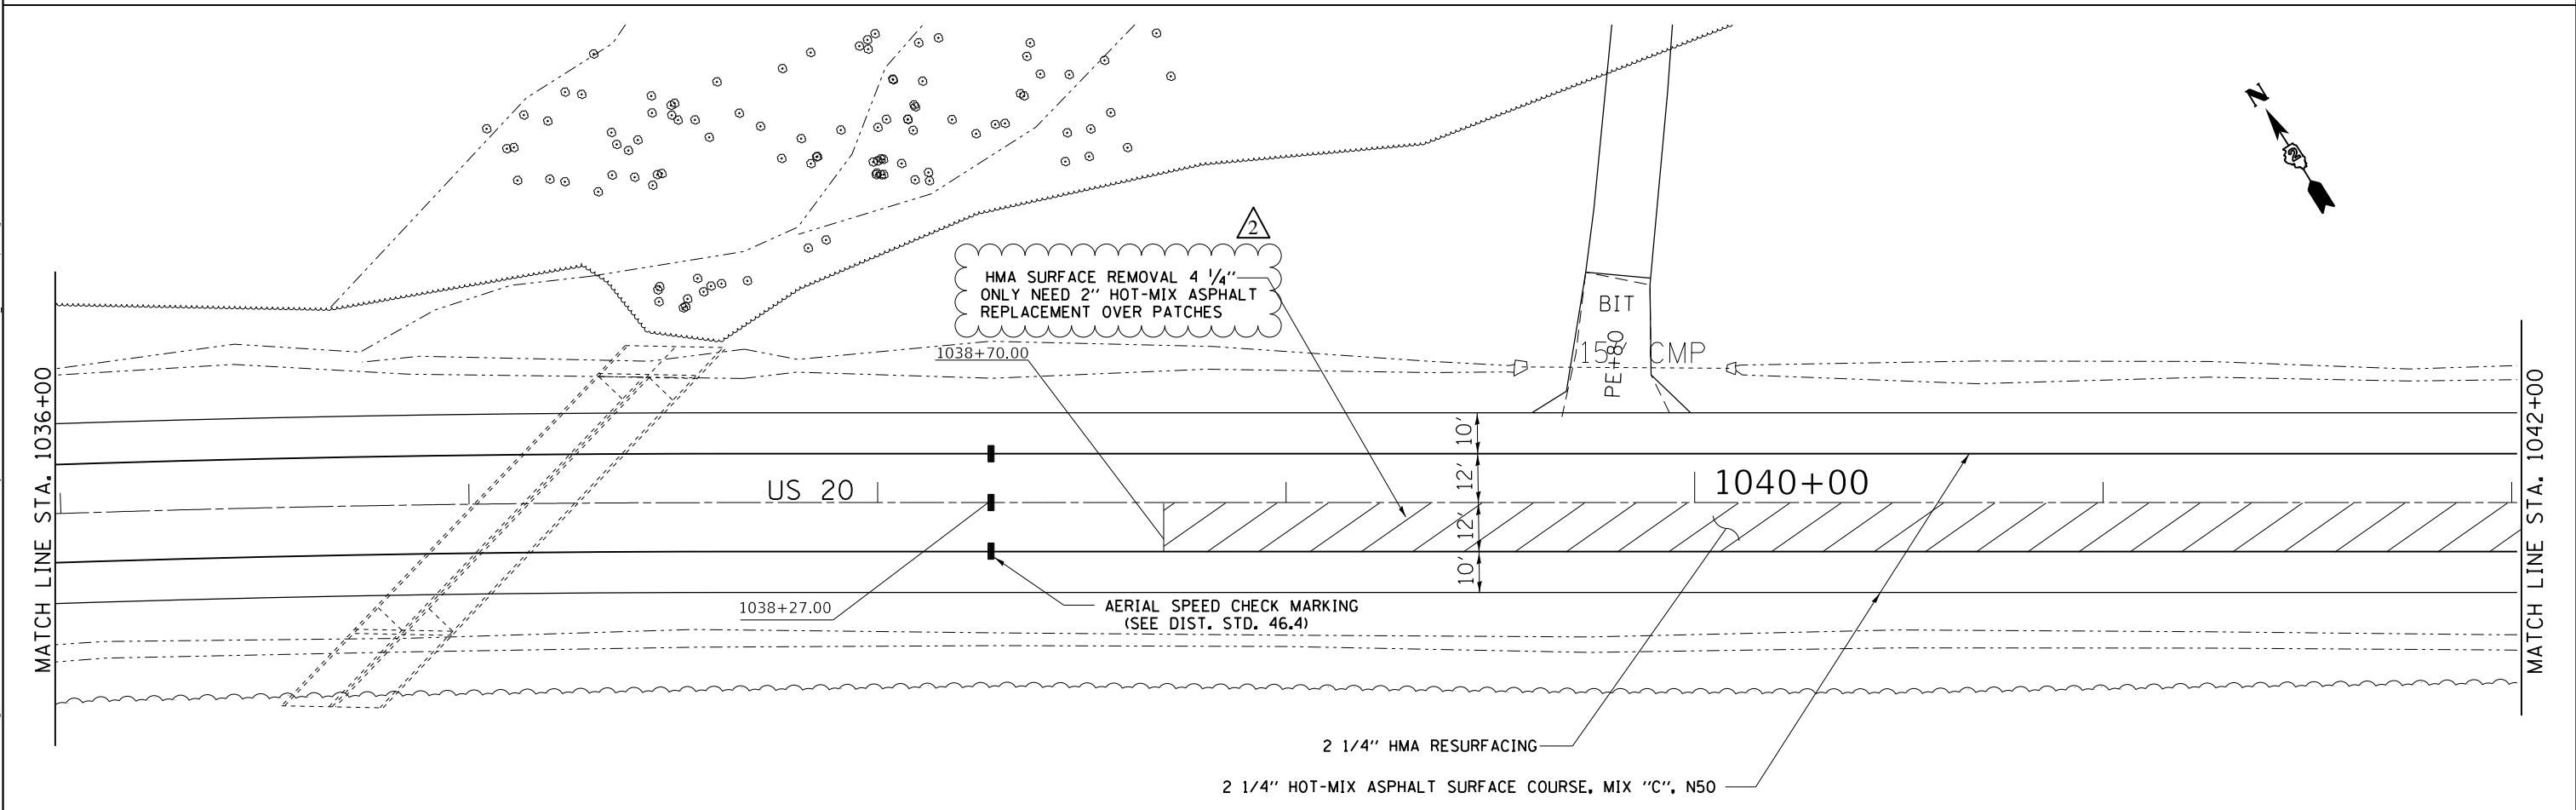 N
2
2
HMA SURFACE REMOVAL 4 1/4"
ONLY NEED 2" HOT-MIX ASPHALT
REPLACEMENT OVER PATCHES
1038+70.00
BIT
15" CMP
PE+80
MATCH LINE STA. 1036+00
MATCH LINE STA. 1042+00
10'
12'
12'
10'
US 20
1040+00
1038+27.00
AERIAL SPEED CHECK MARKING
(SEE DIST. STD. 46.4)
2 1/4" HMA RESURFACING
2 1/4" HOT-MIX ASPHALT SURFACE COURSE, MIX "C", N50